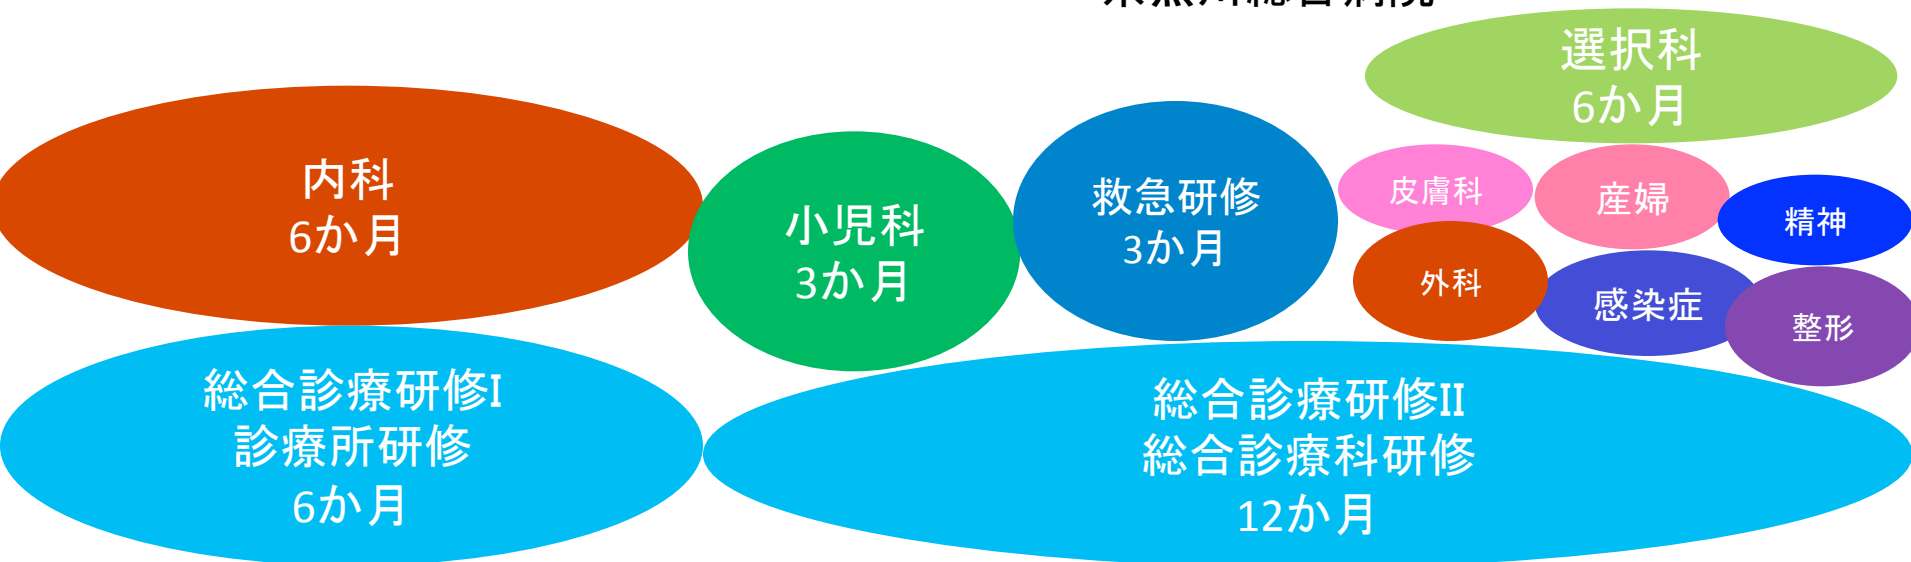 選択科
6か月
内科
6か月
小児科
3か月
救急研修
3か月
皮膚科
産婦
精神
外科
感染症
整形
総合診療研修I
診療所研修
6か月
総合診療研修II
総合診療科研修
12か月